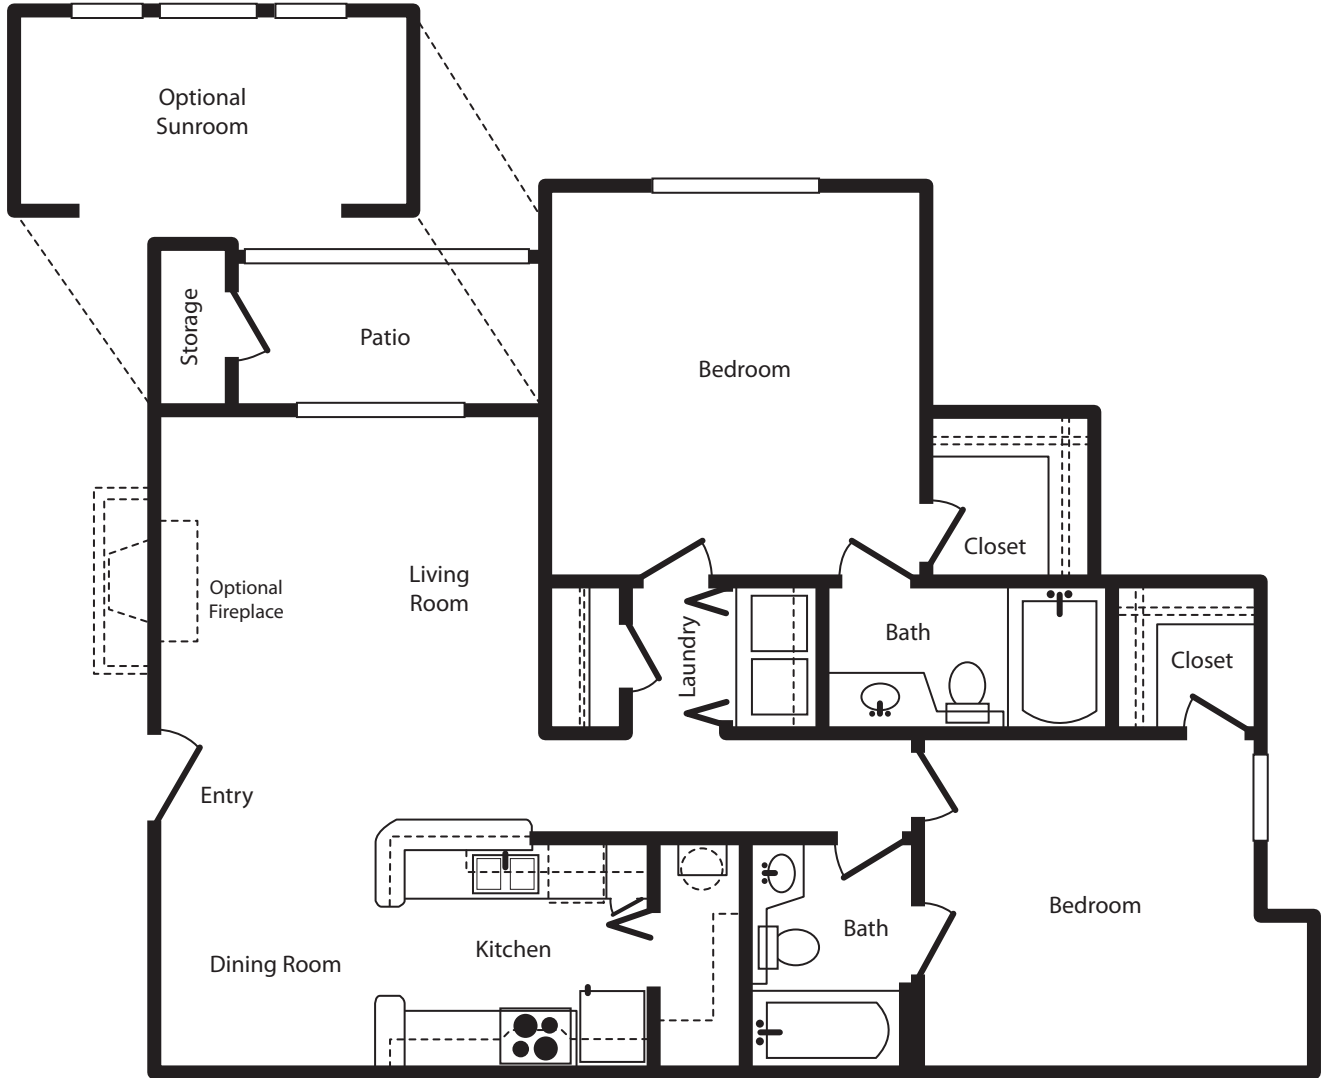 Optional
Sunroom
Storage
Patio
Bedroom
Closet
Living
Room
Optional
Fireplace
Laundry
Bath
Closet
Entry
Bedroom
Bath
Kitchen
Dining Room